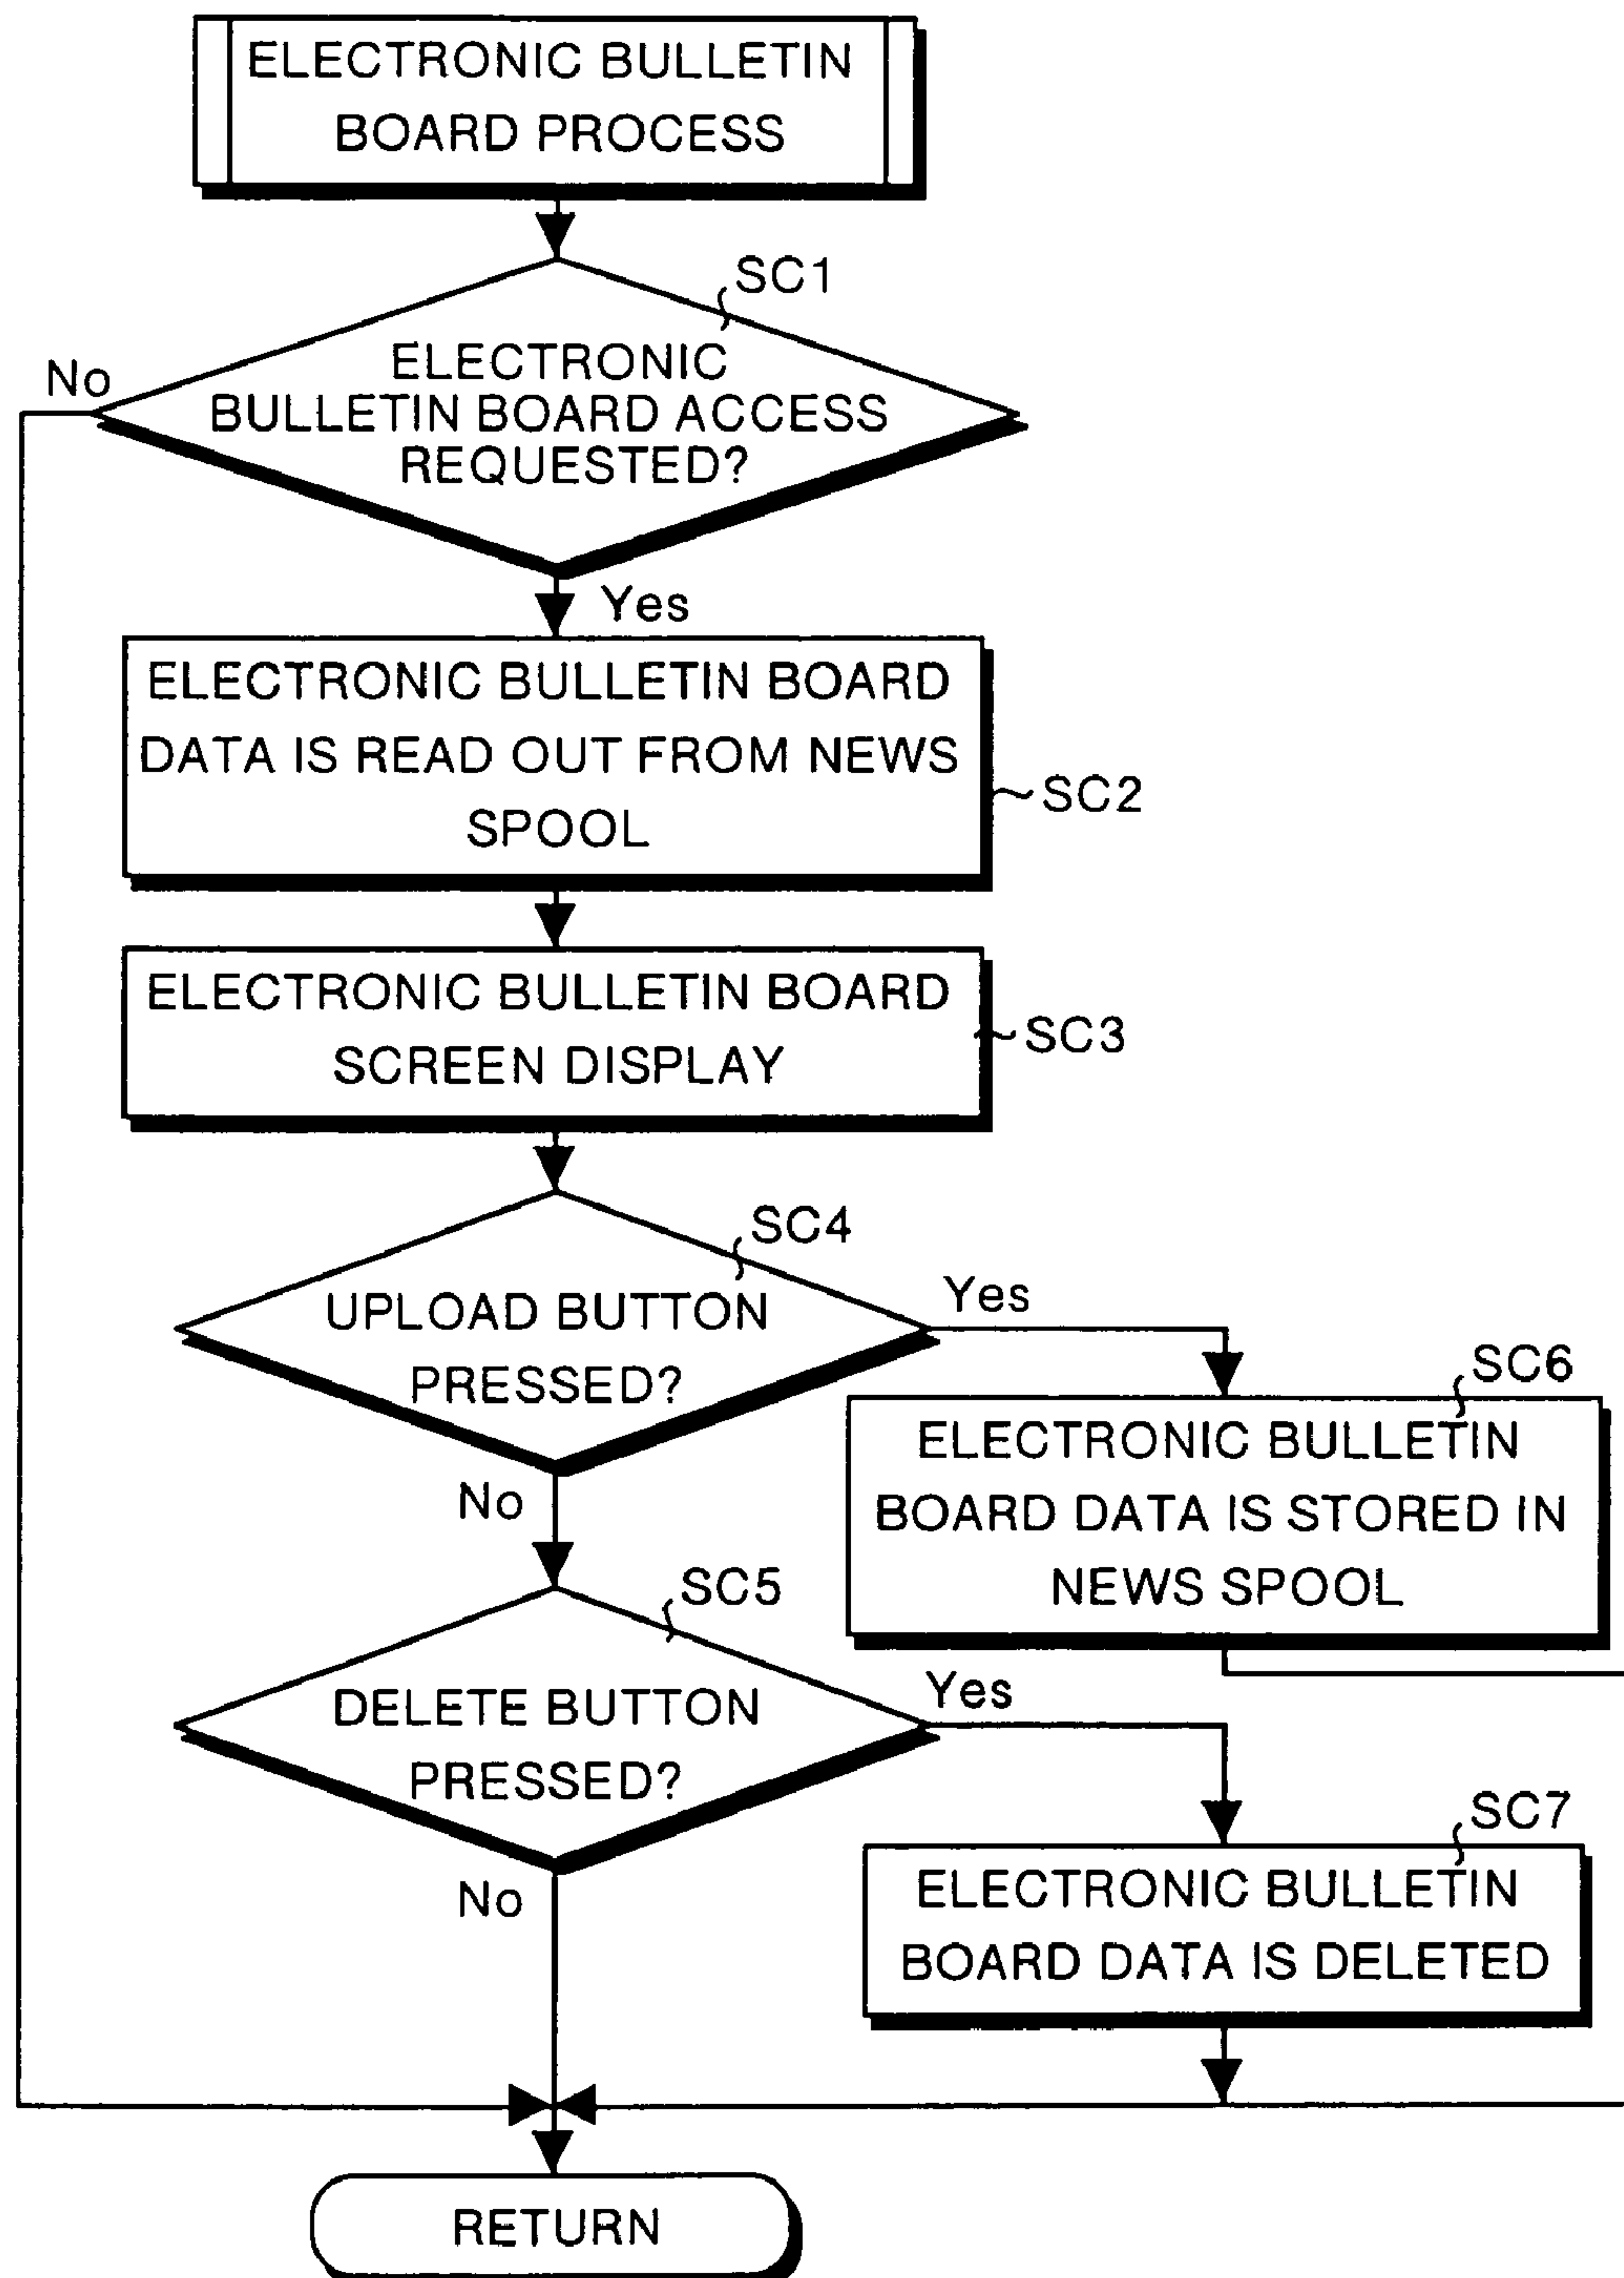 ELECTRONIC BULLETIN
BOARD PROCESS
SC1
No
ELECTRONIC
BULLETIN BOARD ACCESS
REQUESTED?
Yes
ELECTRONIC BULLETIN BOARD
DATA IS READ OUT FROM NEWS
SPOOL
SC2
ELECTRONIC BULLETIN BOARD
SCREEN DISPLAY
SC3
SC4
UPLOAD BUTTON
PRESSED?
Yes
No
SC6
ELECTRONIC BULLETIN
BOARD DATA IS STORED IN
NEWS SPOOL
SC5
DELETE BUTTON
PRESSED?
Yes
No
SC7
ELECTRONIC BULLETIN
BOARD DATA IS DELETED
RETURN